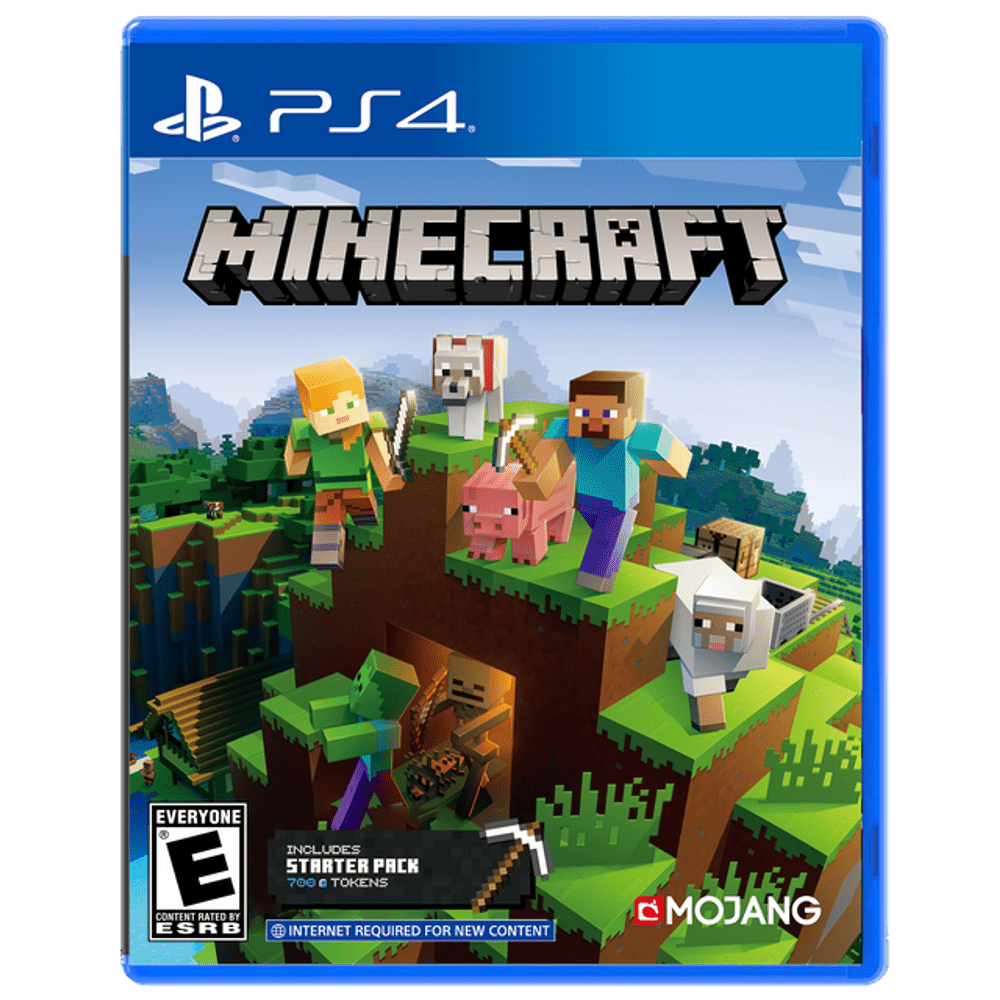 PS4
MINECRAFT
EVERYONE
E
CONTENT RATED BY
ESRB
INCLUDES
STARTER PACK
700 TOKENS
INTERNET REQUIRED FOR NEW CONTENT
MOJANG